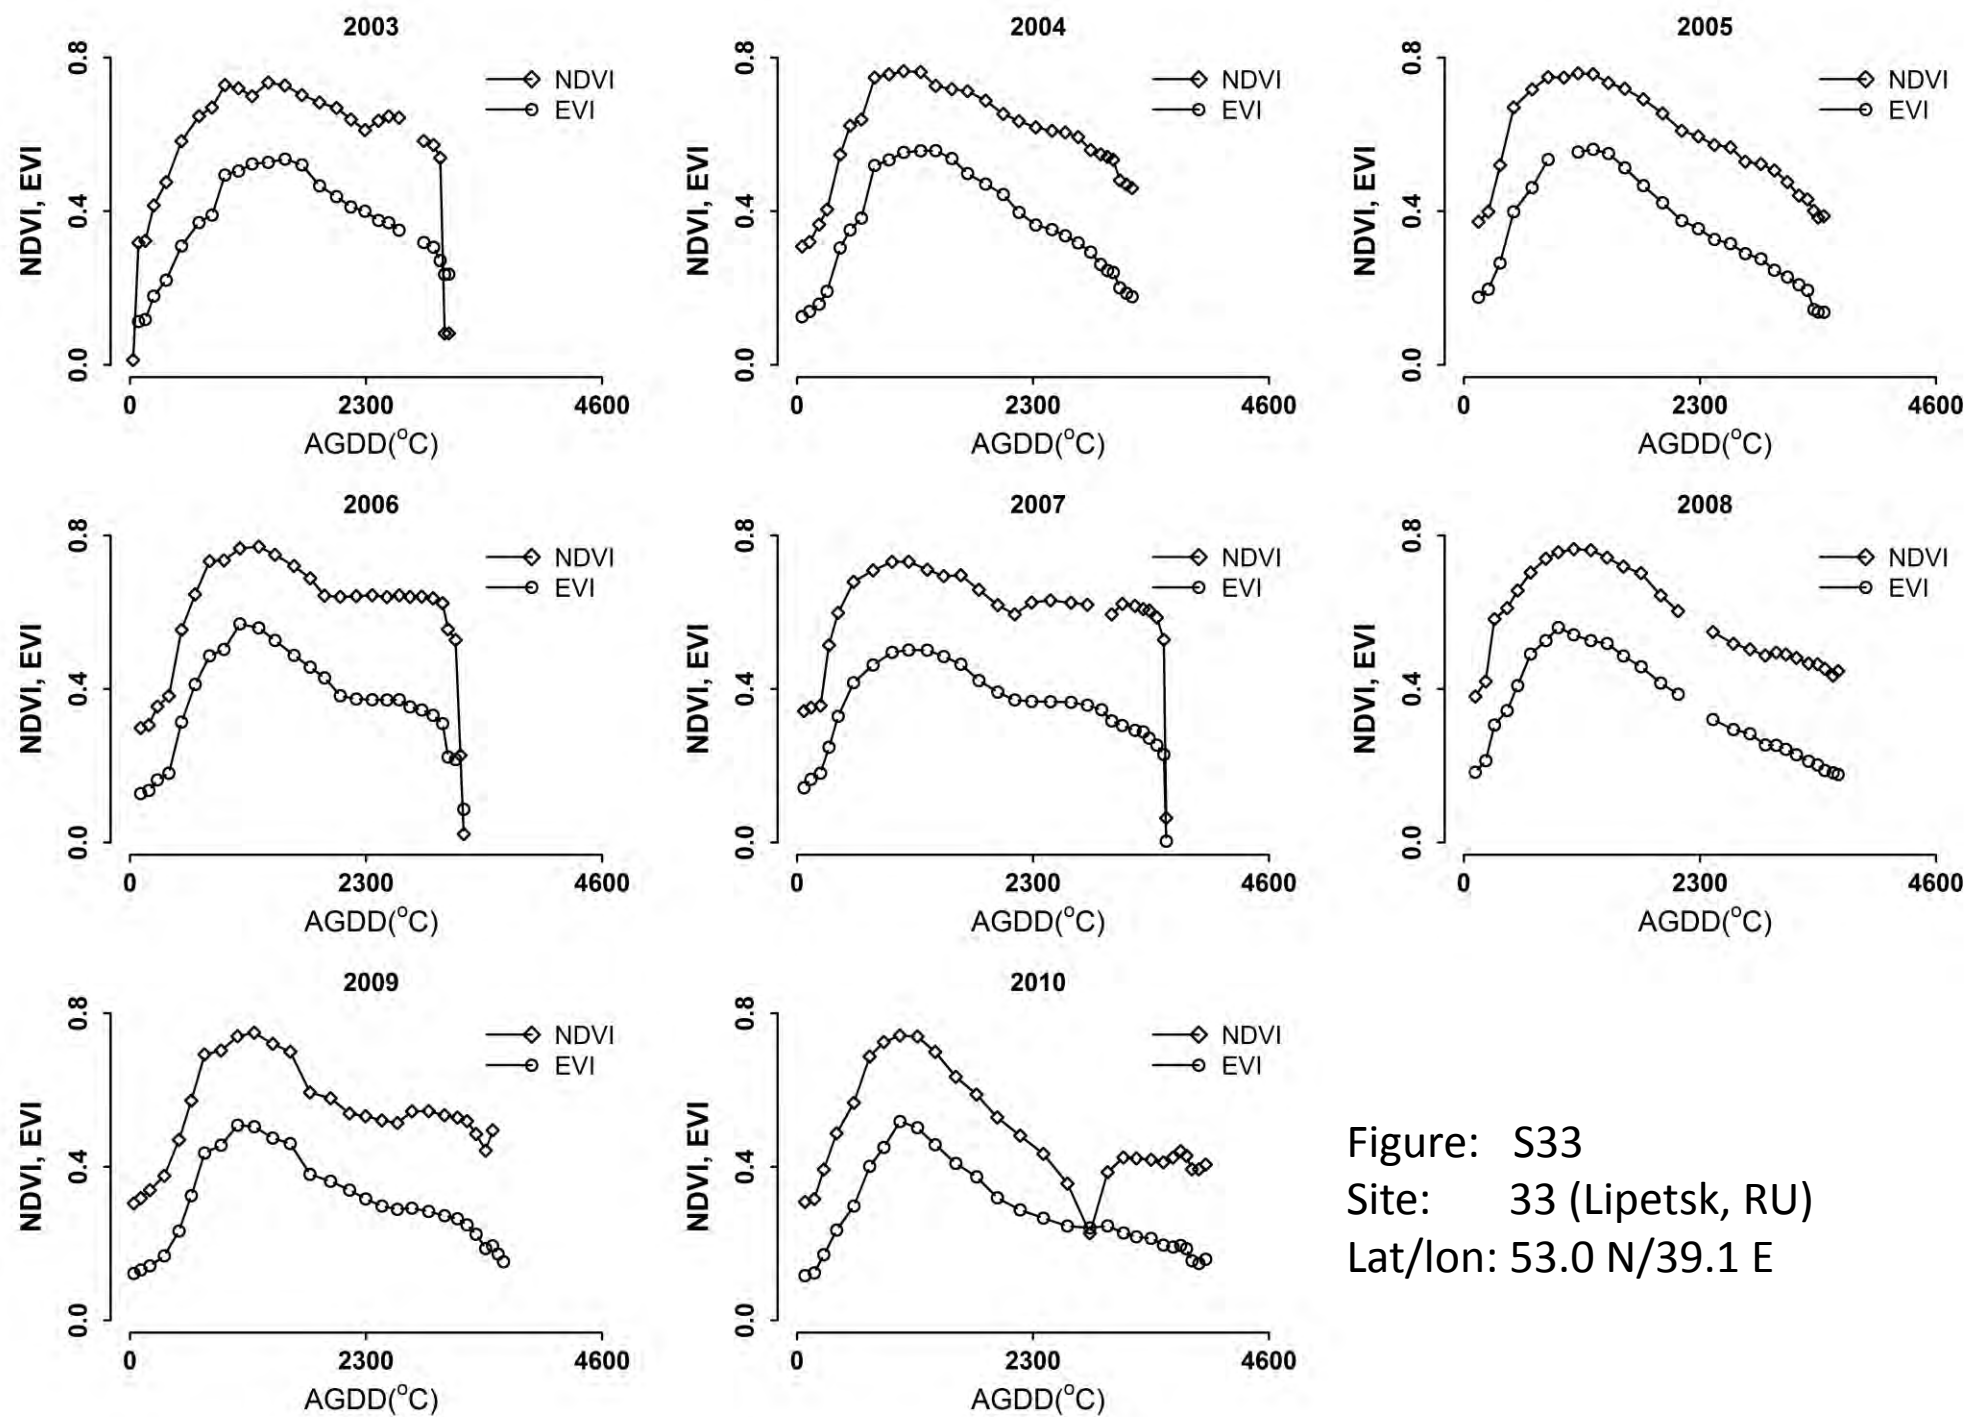 2003
NDVI, EVI
0.8
0.4
0.0
NDVI
EVI
0 2300 4600
AGDD(°C)
2004
NDVI, EVI
0.8
0.4
0.0
NDVI
EVI
0 2300 4600
AGDD(°C)
2005
NDVI, EVI
0.8
0.4
0.0
NDVI
EVI
0 2300 4600
AGDD(°C)
2006
NDVI, EVI
0.8
0.4
0.0
NDVI
EVI
0 2300 4600
AGDD(°C)
2007
NDVI, EVI
0.8
0.4
0.0
NDVI
EVI
0 2300 4600
AGDD(°C)
2008
NDVI, EVI
0.8
0.4
0.0
NDVI
EVI
0 2300 4600
AGDD(°C)
2009
NDVI, EVI
0.8
0.4
0.0
NDVI
EVI
0 2300 4600
AGDD(°C)
2010
NDVI, EVI
0.8
0.4
0.0
NDVI
EVI
0 2300 4600
AGDD(°C)
Figure: S33
Site: 33 (Lipetsk, RU)
Lat/lon: 53.0 N/39.1 E